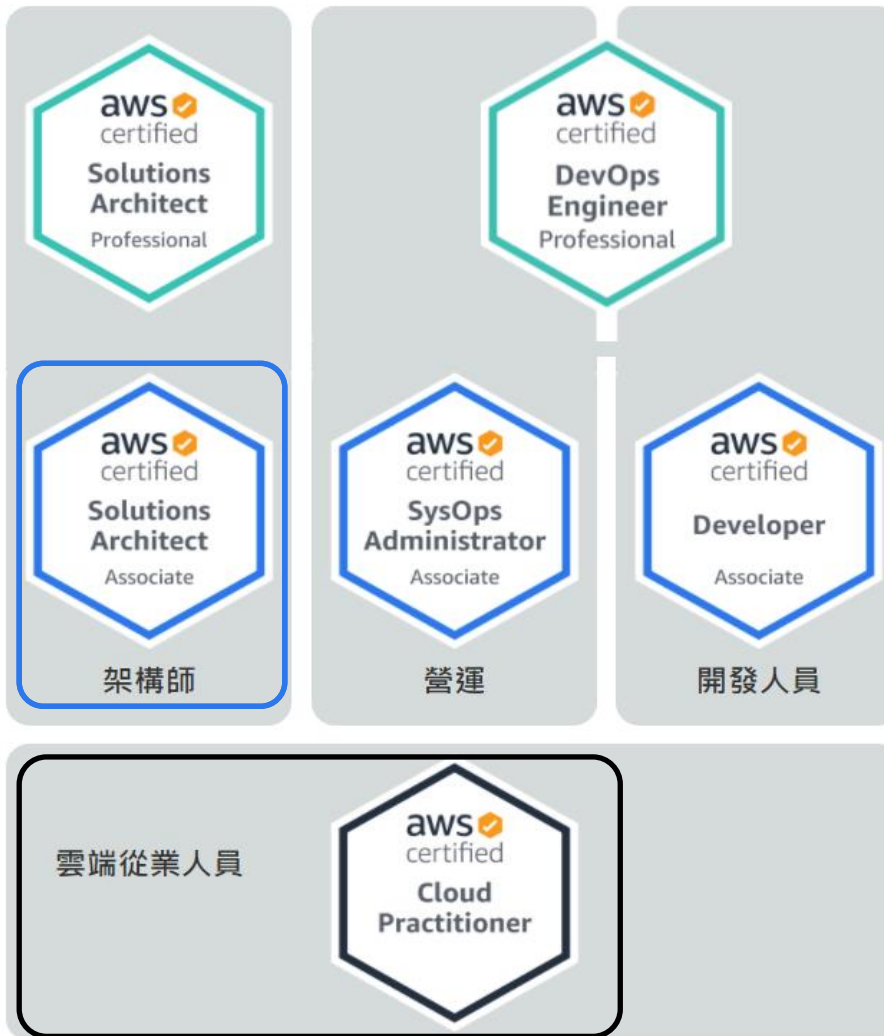 aws
certified
Solutions
Architect
Professional
aws
certified
DevOps
Engineer
Professional
aws
certified
Solutions
Architect
Associate
架構師
aws
certified
SysOps
Administrator
Associate
營運
aws
certified
Developer
Associate
開發人員
雲端從業人員
aws
certified
Cloud
Practitioner